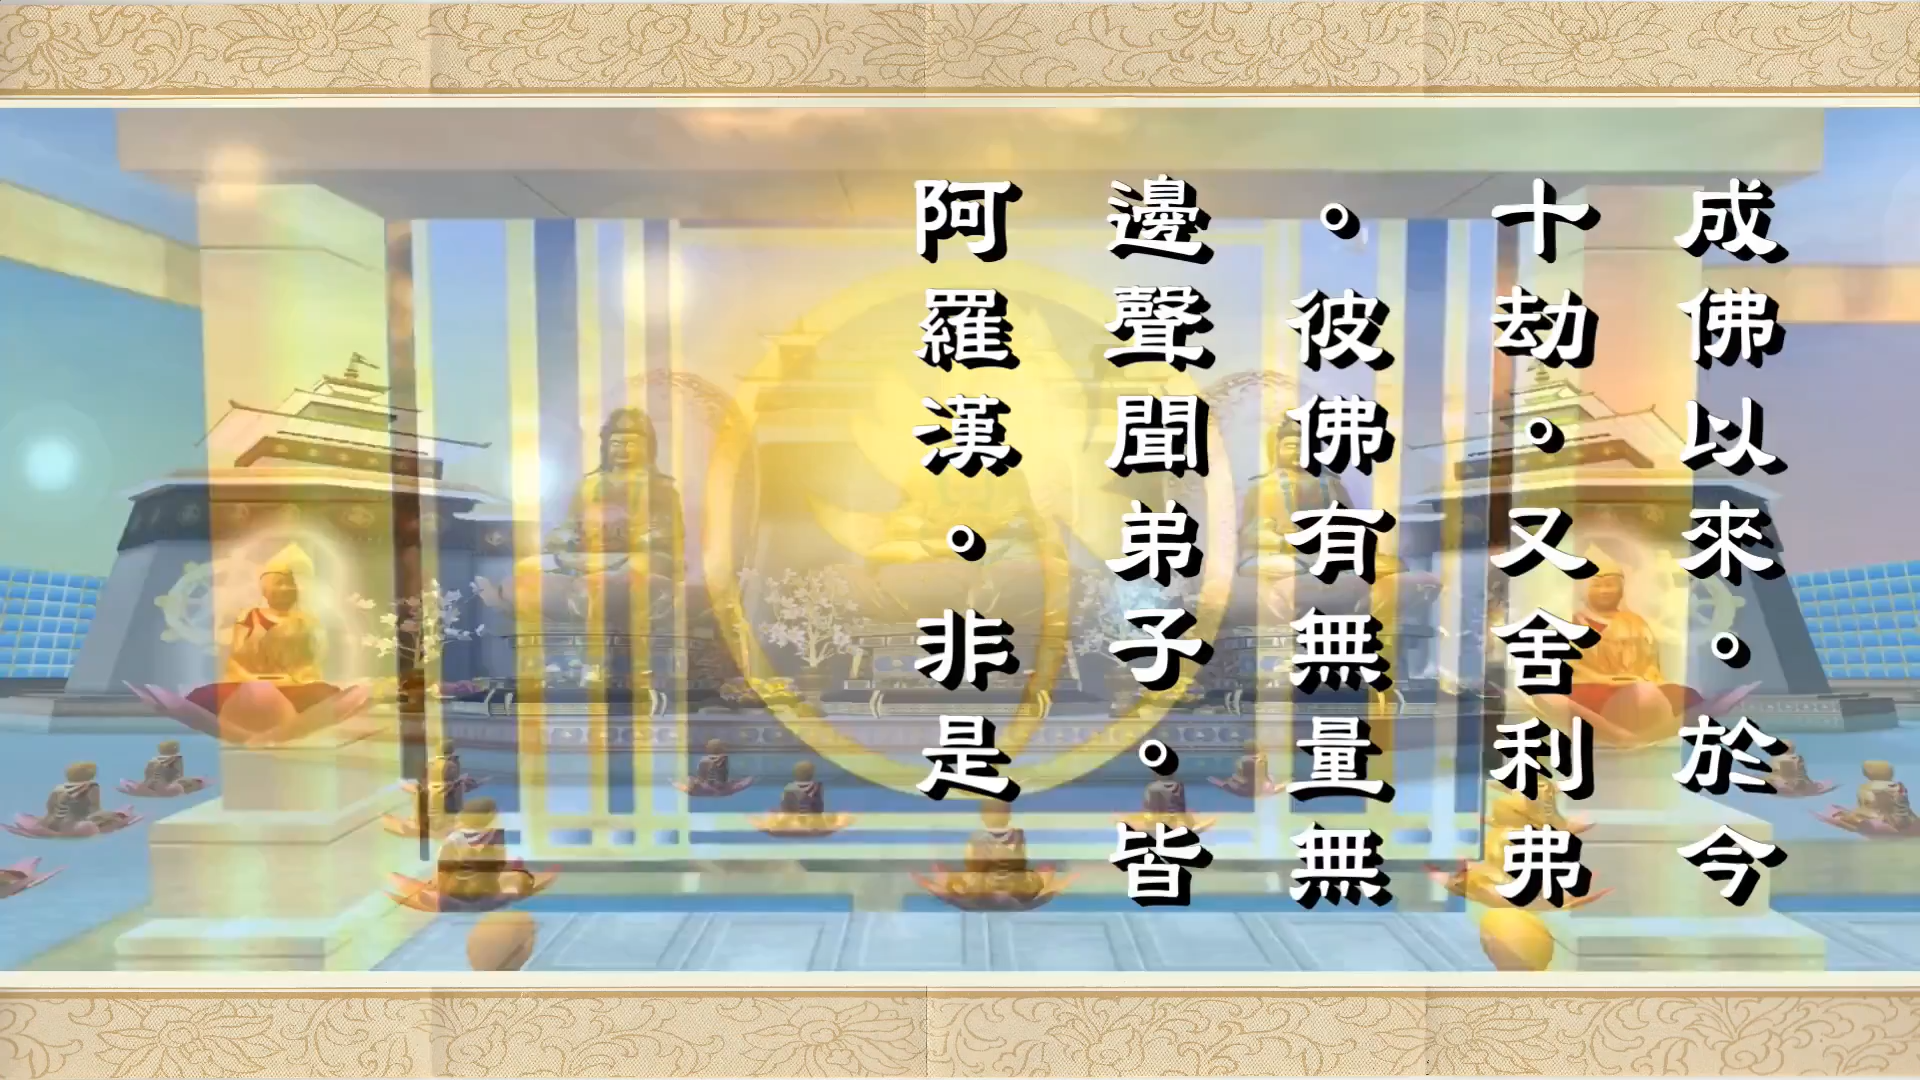 成佛以來。於今
十劫。又舍利弗
。彼佛有無量無
邊聲聞弟子。皆
阿羅漢。非是